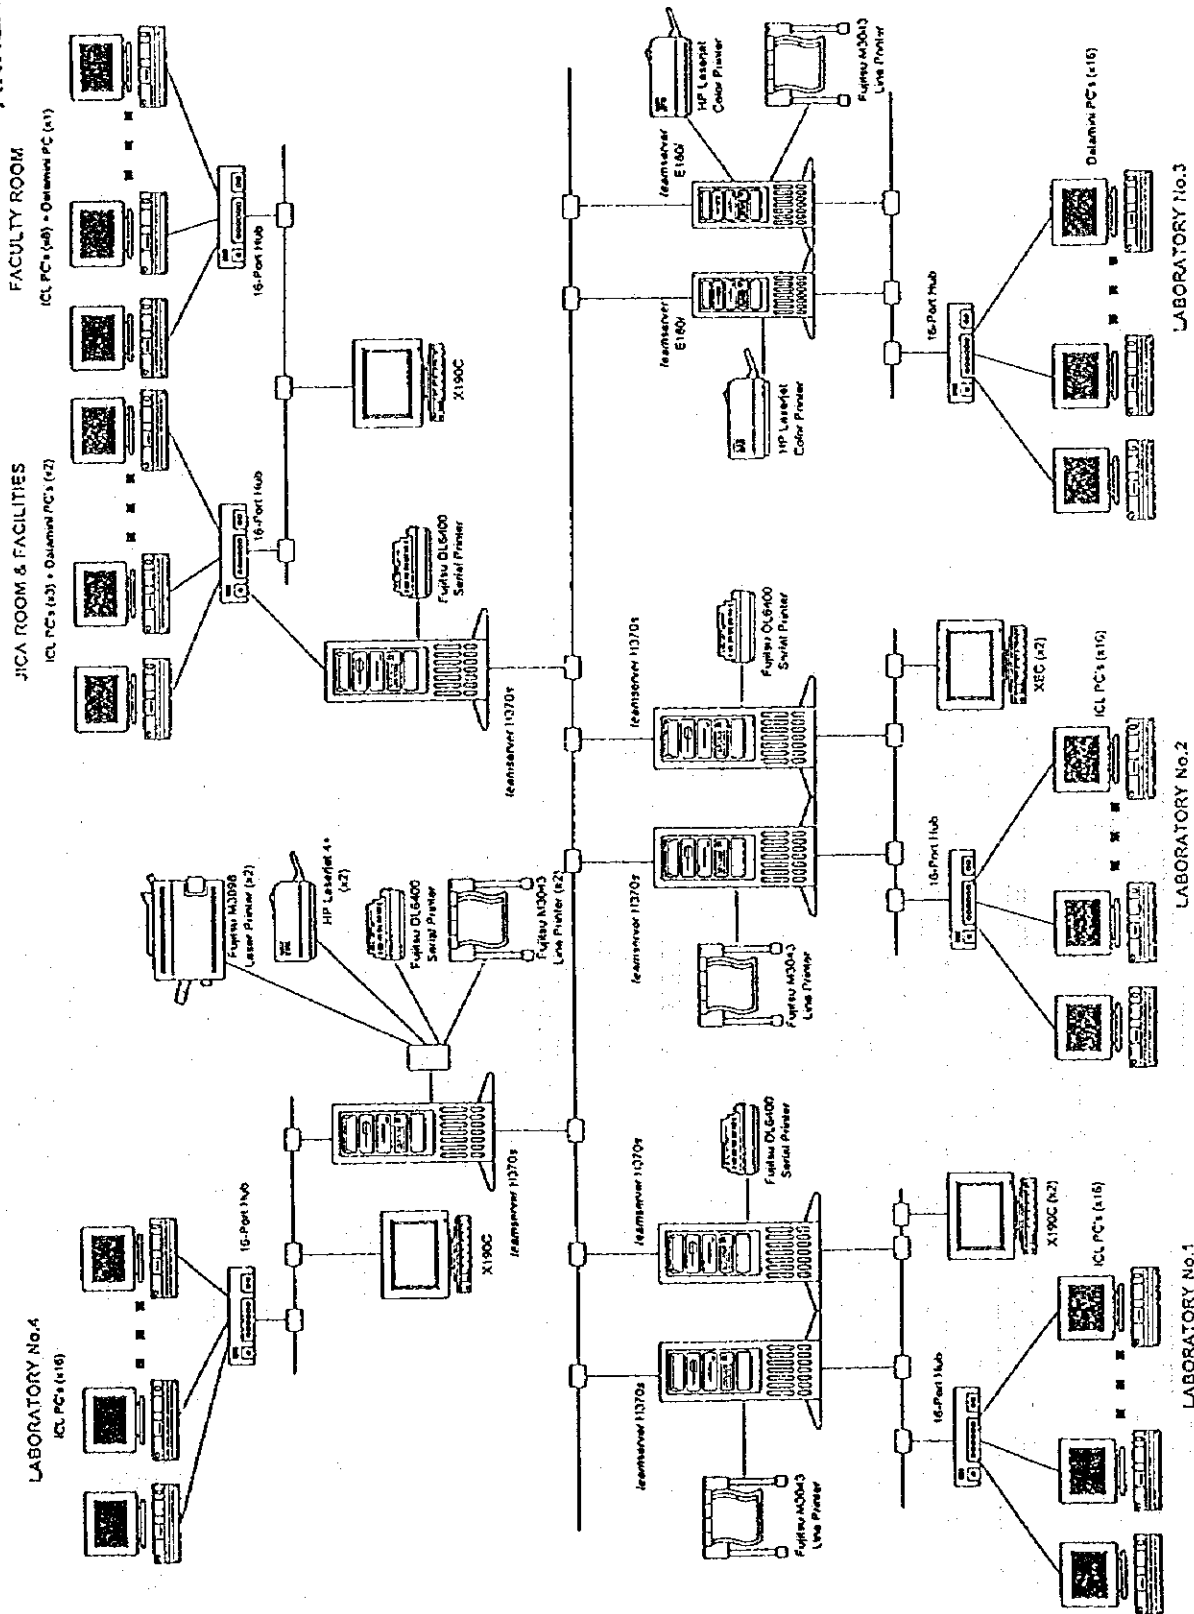 LABORATORY No.4
ICL PC's (x16)
16-Port Hub
X190C
teamserver H370s
Fujitsu M3098
Laser Printer (x2)
HP Laserjet 4+
(x2)
Fujitsu DL6400
Serial Printer
Fujitsu M3043
Line Printer (x2)
JICA ROOM & FACILITIES
ICL PC's (x3) + Datamini PC's (x2)
16-Port Hub
Fujitsu DL6400
Serial Printer
teamserver H370s
FACULTY ROOM
ICL PC's (x8) + Datamini PC (x1)
16-Port Hub
X190C
teamserver H370s
teamserver H370s
Fujitsu DL6400
Serial Printer
Fujitsu M3043
Line Printer
16-Port Hub
X190C (x2)
ICL PC's (x16)
LABORATORY No.1
teamserver H370s
teamserver H370s
Fujitsu DL6400
Serial Printer
Fujitsu M3043
Line Printer
16-Port Hub
XEC (x2)
ICL PC's (x16)
LABORATORY No.2
teamserver
E160i
teamserver
E160i
HP Laserjet
Color Printer
HP Laserjet
Color Printer
Fujitsu M3043
Line Printer
16-Port Hub
Datamini PC's (x16)
LABORATORY No.3